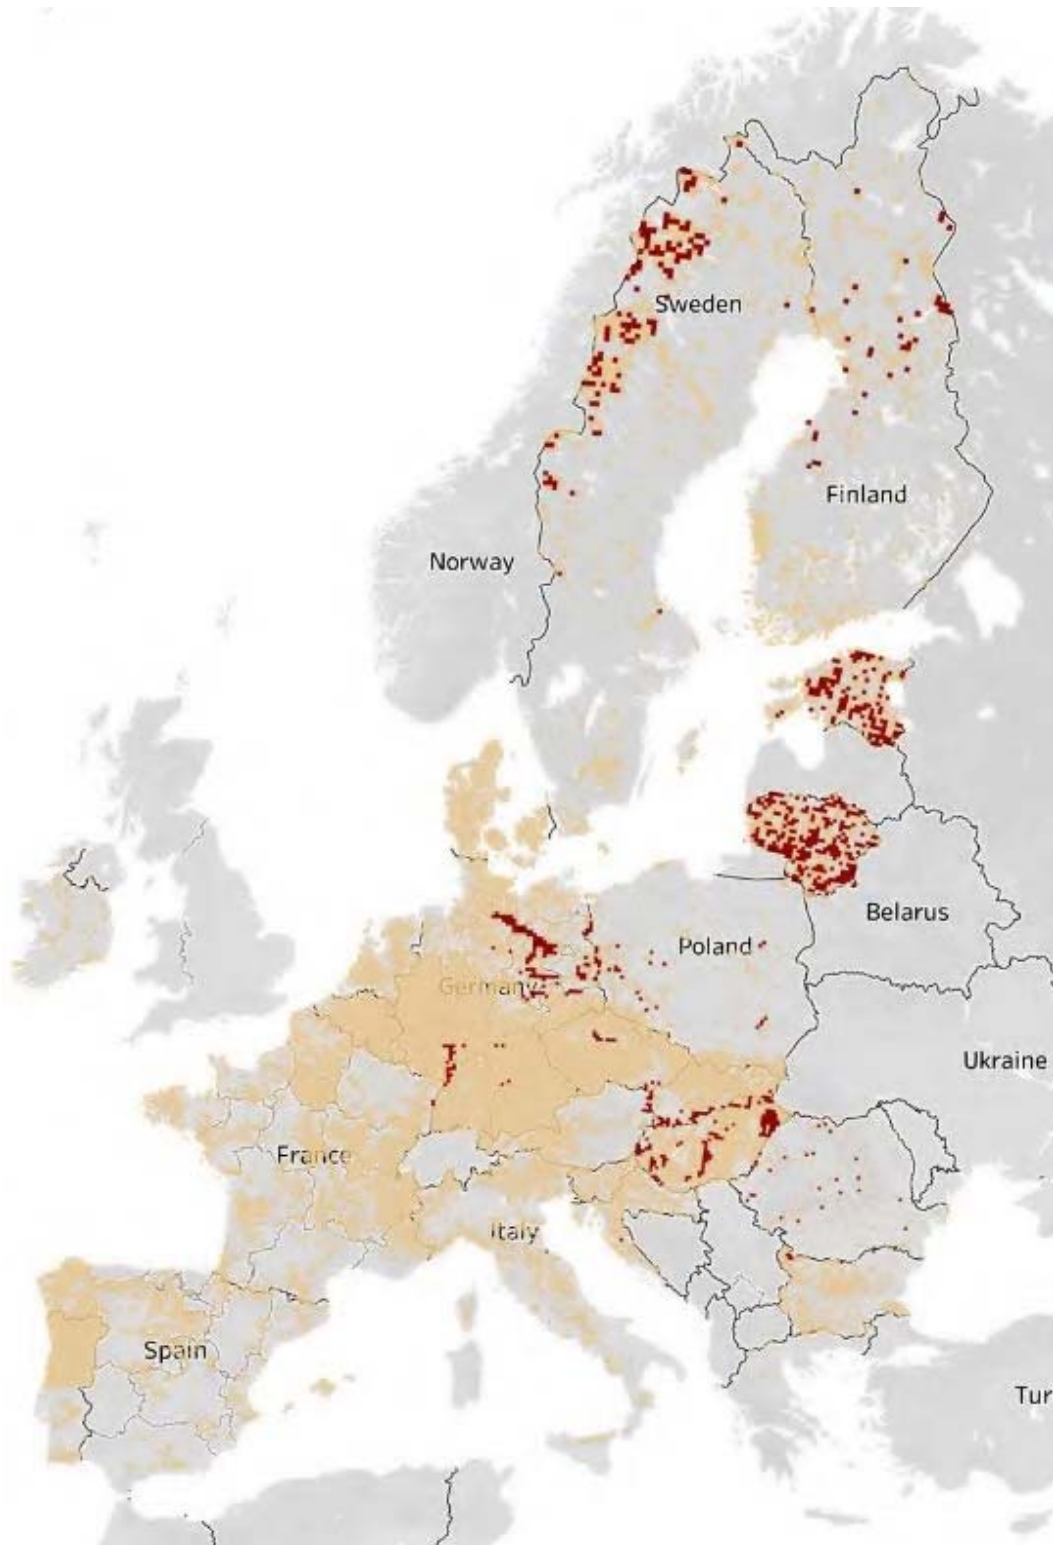 Sweden
Finland
Norway
Belarus
Poland
Germany
Ukraine
France
Italy
Spain
Tur